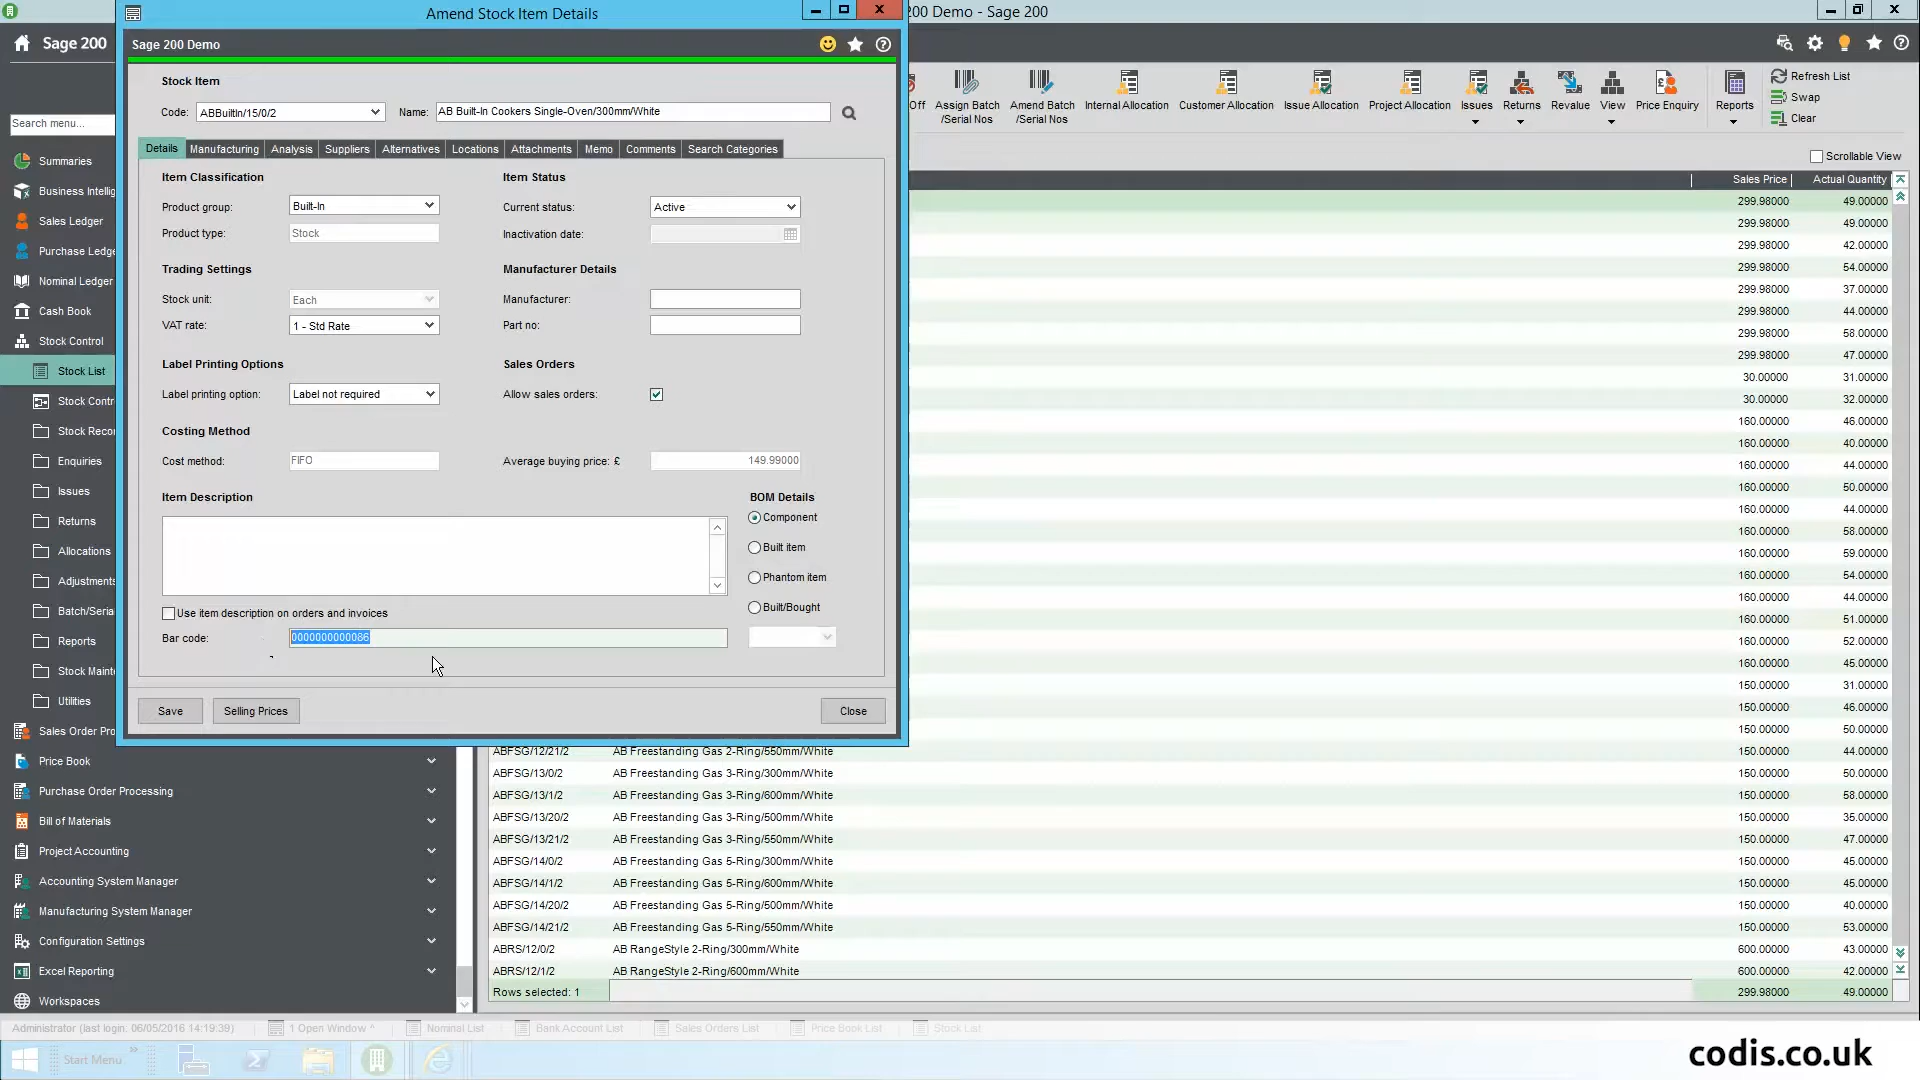 Amend Stock Item Details
00 Demo - Sage 200
Sage 200
Sage 200 Demo
Search menu...
Stock Item
Code: ABBuiltIn/15/0/2 Name: AB Built-In Cookers Single-Oven/300mm/White
Details Manufacturing Analysis Suppliers Alternatives Locations Attachments Memo Comments Search Categories
Item Classification
Product group: Built-In
Product type: Stock
Item Status
Current status: Active
Inactivation date:
Trading Settings
Stock unit: Each
VAT rate: 1 - Std Rate
Manufacturer Details
Manufacturer:
Part no:
Label Printing Options
Label printing option: Label not required
Sales Orders
Allow sales orders:
Costing Method
Cost method: FIFO
Average buying price: £ 149.99000
Item Description
BOM Details
Component
Built item
Phantom item
Built/Bought
Use item description on orders and invoices
Bar code: 0000000000086
Save Selling Prices Close
Off
Assign Batch
/Serial Nos
Amend Batch
/Serial Nos
Internal Allocation
Customer Allocation
Issue Allocation
Project Allocation
Issues
Returns
Revalue
View
Price Enquiry
Reports
Refresh List
Swap
Clear
Scrollable View
Summaries
Business Intellig
Sales Ledger
Purchase Ledge
Nominal Ledger
Cash Book
Stock Control
Stock List
Stock Contr
Stock Recor
Enquiries
Issues
Returns
Allocations
Adjustments
Batch/Seria
Reports
Stock Maint
Utilities
Sales Order Pro
Price Book
Purchase Order Processing
Bill of Materials
Project Accounting
Accounting System Manager
Manufacturing System Manager
Configuration Settings
Excel Reporting
Workspaces
Sales Price Actual Quantity
299.98000 49.00000
299.98000 49.00000
299.98000 42.00000
299.98000 54.00000
299.98000 37.00000
299.98000 44.00000
299.98000 58.00000
299.98000 47.00000
30.00000 31.00000
30.00000 32.00000
160.00000 46.00000
160.00000 40.00000
160.00000 44.00000
160.00000 50.00000
160.00000 44.00000
160.00000 58.00000
160.00000 59.00000
160.00000 54.00000
160.00000 44.00000
160.00000 51.00000
160.00000 52.00000
160.00000 45.00000
150.00000 31.00000
150.00000 46.00000
150.00000 50.00000
ABFSG/12/21/2 AB Freestanding Gas 2-Ring/550mm/White 150.00000 44.00000
ABFSG/13/0/2 AB Freestanding Gas 3-Ring/300mm/White 150.00000 50.00000
ABFSG/13/1/2 AB Freestanding Gas 3-Ring/600mm/White 150.00000 58.00000
ABFSG/13/20/2 AB Freestanding Gas 3-Ring/500mm/White 150.00000 35.00000
ABFSG/13/21/2 AB Freestanding Gas 3-Ring/550mm/White 150.00000 47.00000
ABFSG/14/0/2 AB Freestanding Gas 5-Ring/300mm/White 150.00000 45.00000
ABFSG/14/1/2 AB Freestanding Gas 5-Ring/600mm/White 150.00000 45.00000
ABFSG/14/20/2 AB Freestanding Gas 5-Ring/500mm/White 150.00000 40.00000
ABFSG/14/21/2 AB Freestanding Gas 5-Ring/550mm/White 150.00000 53.00000
ABRS/12/0/2 AB RangeStyle 2-Ring/300mm/White 600.00000 43.00000
ABRS/12/1/2 AB RangeStyle 2-Ring/600mm/White 600.00000 42.00000
Rows selected: 1 299.98000 49.00000
Administrator (last login: 06/05/2016 14:19:39) 1 Open Window ^ Nominal List Bank Account List Sales Orders List Price Book List Stock List
Start Menu
codis.co.uk